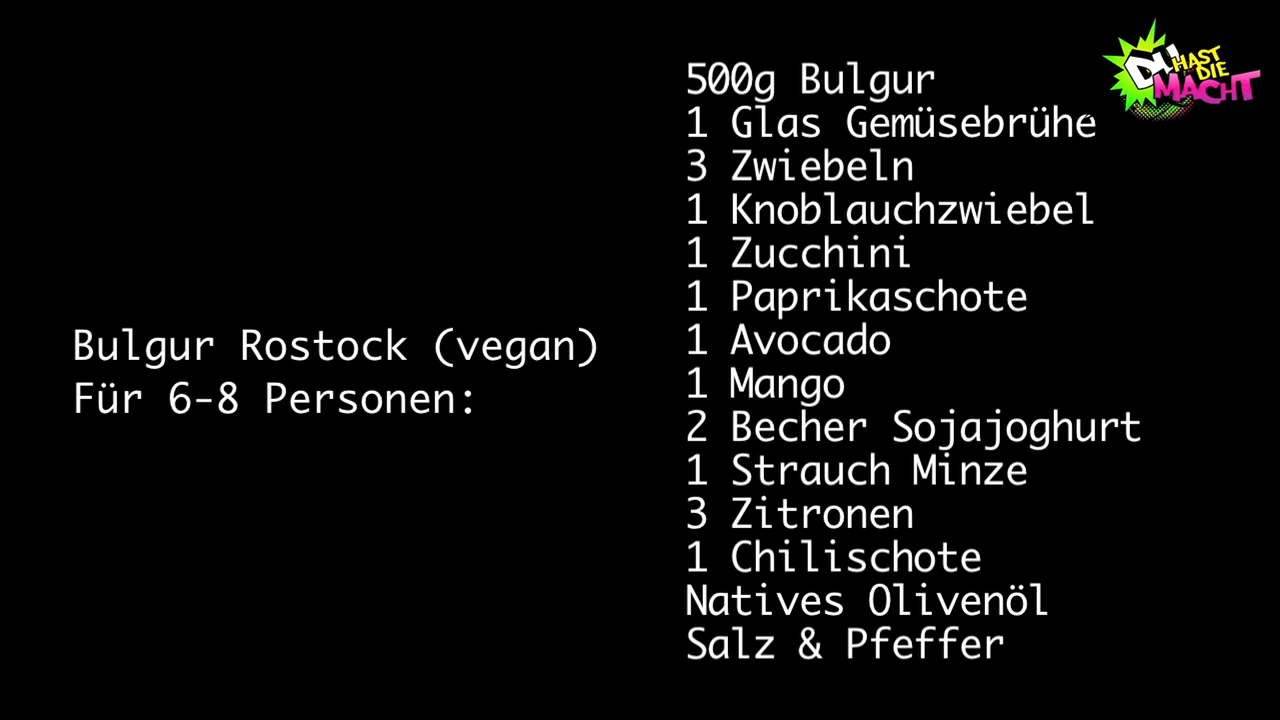 Bulgur Rostock (vegan)
Für 6-8 Personen:
500g Bulgur
1 Glas Gemüsebrühe
3 Zwiebeln
1 Knoblauchzwiebel
1 Zucchini
1 Paprikaschote
1 Avocado
1 Mango
2 Becher Sojajoghurt
1 Strauch Minze
3 Zitronen
1 Chilischote
Natives Olivenöl
Salz & Pfeffer
DU
HAST
DIE
MACHT